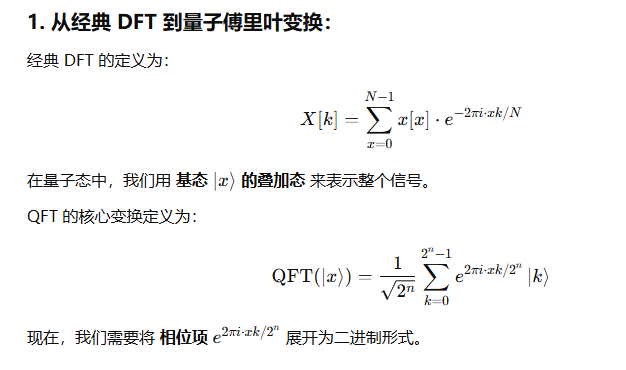 1. 从经典 DFT 到量子傅里叶变换：
经典 DFT 的定义为：
X[k] = \sum_{x=0}^{N-1} x[x] \cdot e^{-2\pi i \cdot xk/N}
在量子态中，我们用 基态 |x⟩ 的叠加态 来表示整个信号。
QFT 的核心变换定义为：
QFT(|x⟩) = \frac{1}{\sqrt{2^n}} \sum_{k=0}^{2^n-1} e^{2\pi i \cdot xk/2^n} |k⟩
现在，我们需要将 相位项 e^{2\pi i \cdot xk/2^n} 展开为二进制形式。